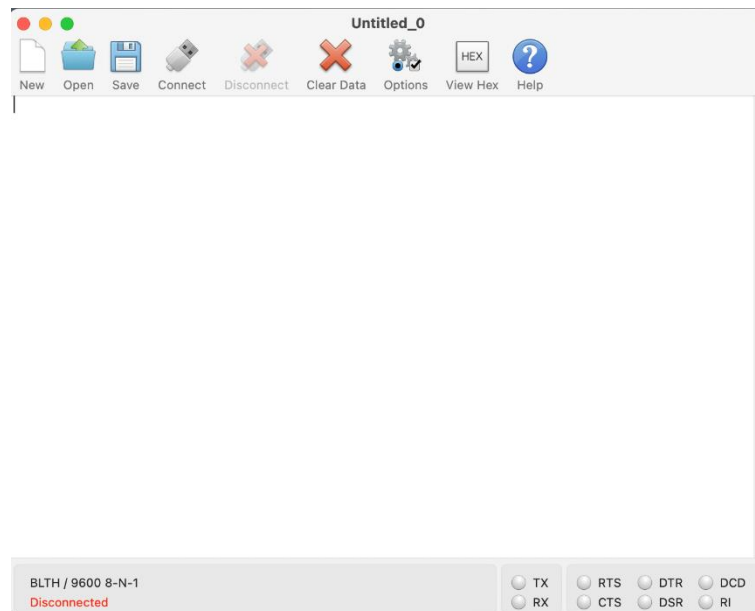 Untitled_0
HEX
New Open Save Connect Disconnect Clear Data Options View Hex Help
BLTH / 9600 8-N-1
Disconnected
TX RTS DTR DCD
RX CTS DSR RI